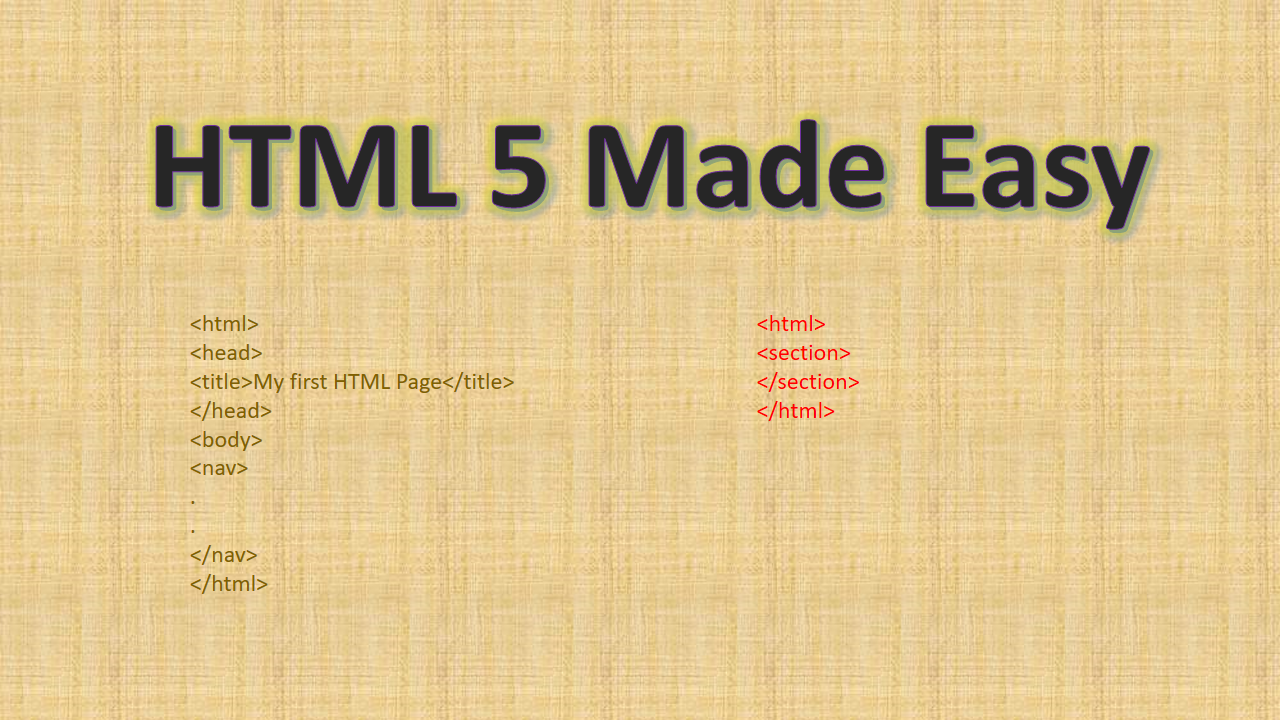 HTML 5 Made Easy
<html>
<head>
<title>My first HTML Page</title>
</head>
<body>
<nav>
.
.
</nav>
</html>
<html>
<section>
</section>
</html>